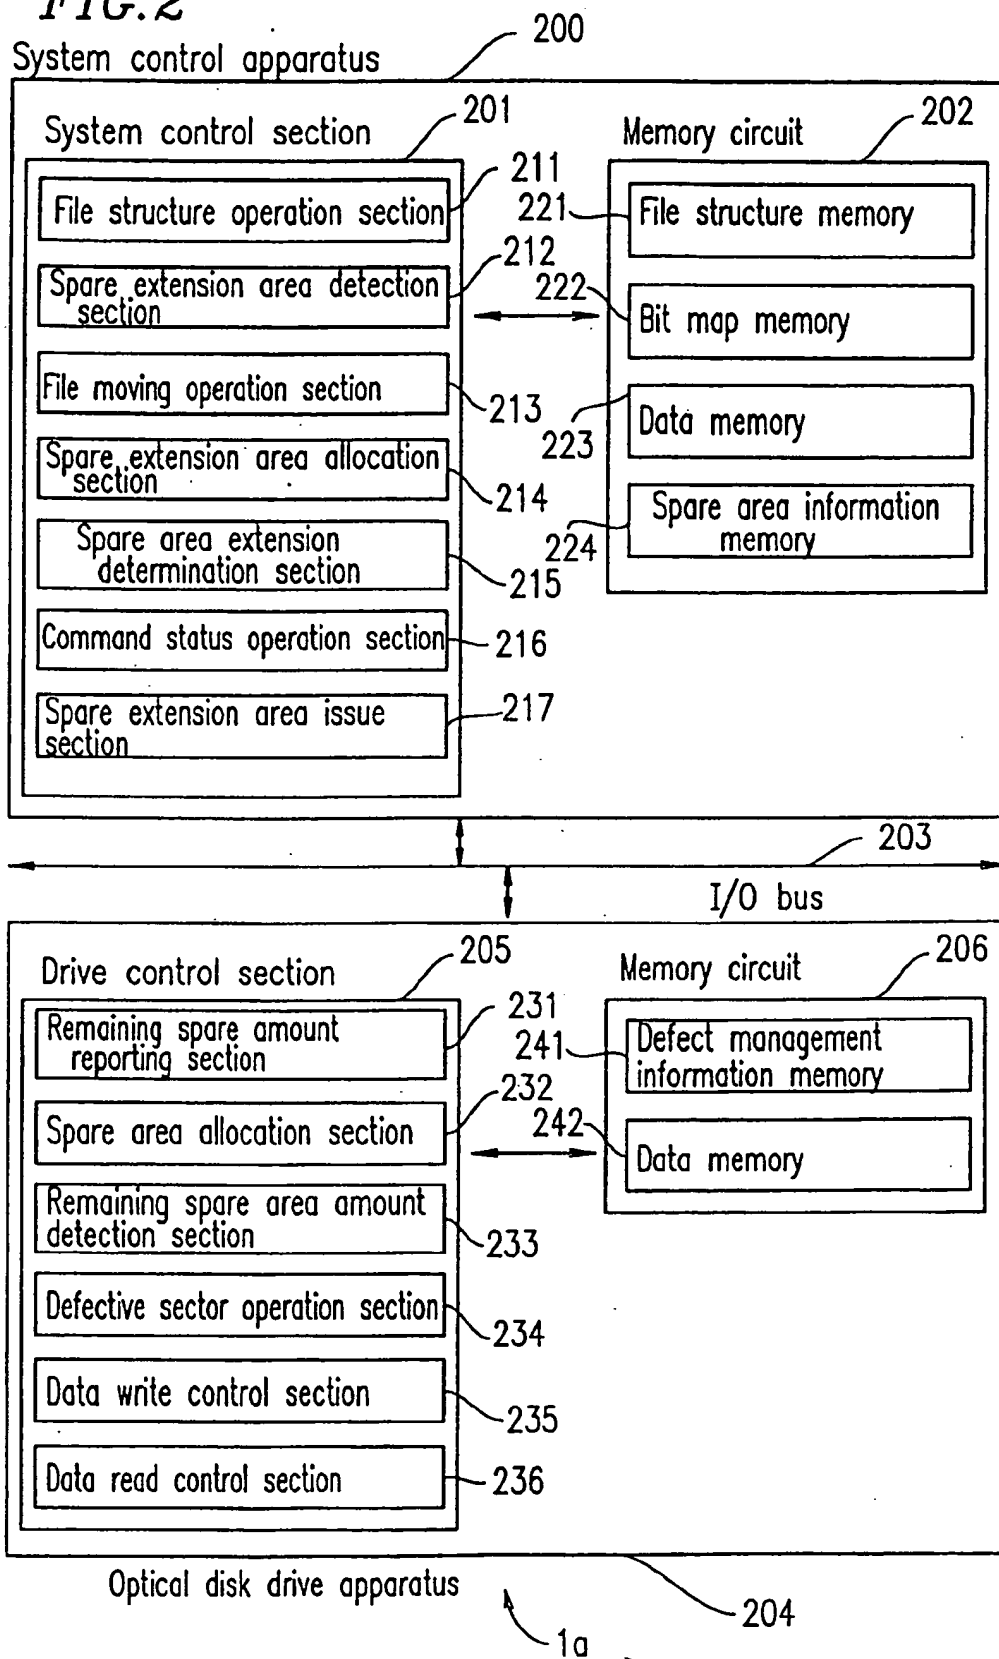 FIG.2
200
System control apparatus
System control section
201
Memory circuit
202
File structure operation section
211
221
File structure memory
Spare extension area detection
section
212
222
Bit map memory
File moving operation section
213
223
Data memory
Spare extension area allocation
section
214
224
Spare area information
memory
Spare area extension
determination section
215
Command status operation section
216
Spare extension area issue
section
217
203
I/O bus
Drive control section
205
Memory circuit
206
Remaining spare amount
reporting section
231
241
Defect management
information memory
Spare area allocation section
232
242
Data memory
Remaining spare area amount
detection section
233
Defective sector operation section
234
Data write control section
235
Data read control section
236
Optical disk drive apparatus
204
1a